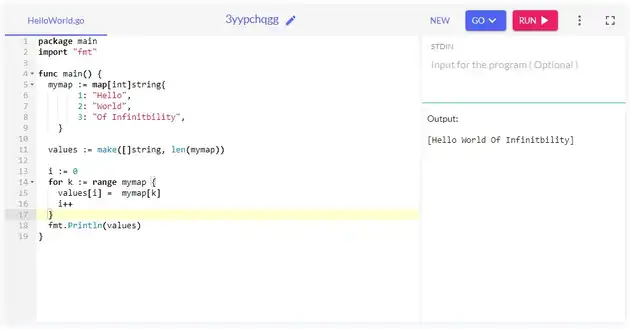 HelloWorld.go
3yypchqgg
NEW
GO
RUN
STDIN
Input for the program ( Optional )
Output:
[Hello World Of Infinitbility]
1 package main
2 import "fmt"
3
4 func main() {
5 mymap := map[int]string{
6 1: "Hello",
7 2: "World",
8 3: "Of Infinitbility",
9 }
10
11 values := make([]string, len(mymap))
12
13 i := 0
14 for k := range mymap {
15 values[i] = mymap[k]
16 i++
17 }
18 fmt.Println(values)
19 }